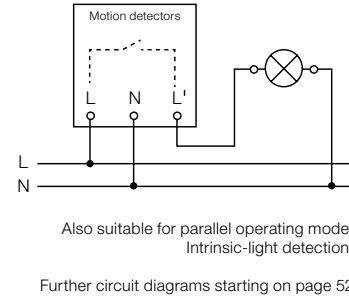 Motion detectors
L N L'
L
N
Also suitable for parallel operating mode
Intrinsic-light detection
Further circuit diagrams starting on page 52